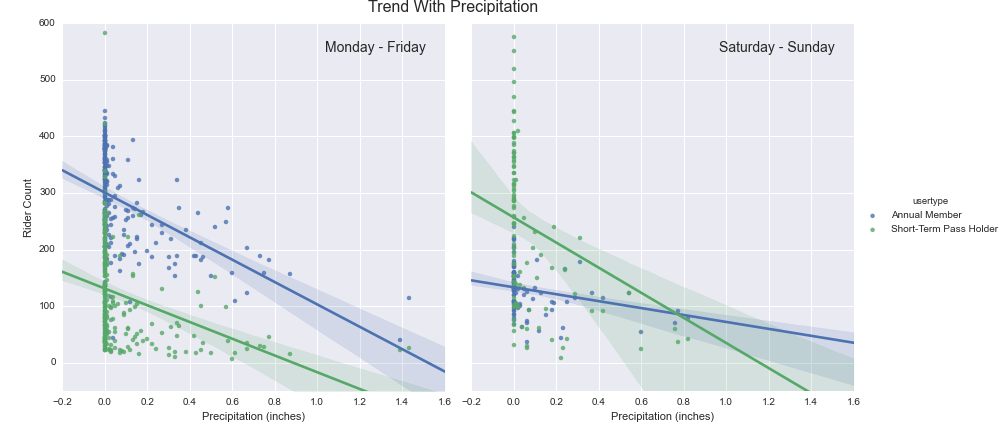 Trend With Precipitation
Monday - Friday
Saturday - Sunday
600
500
400
300
200
100
0
Rider Count
−0.2 0.0 0.2 0.4 0.6 0.8 1.0 1.2 1.4 1.6
Precipitation (inches)
−0.2 0.0 0.2 0.4 0.6 0.8 1.0 1.2 1.4 1.6
Precipitation (inches)
usertype
Annual Member
Short-Term Pass Holder